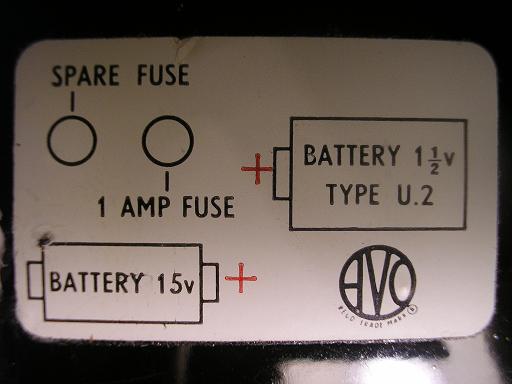 SPARE FUSE
1 AMP FUSE
BATTERY 1½V
TYPE U.2
BATTERY 15V
AVO
REGD TRADE MARK ®